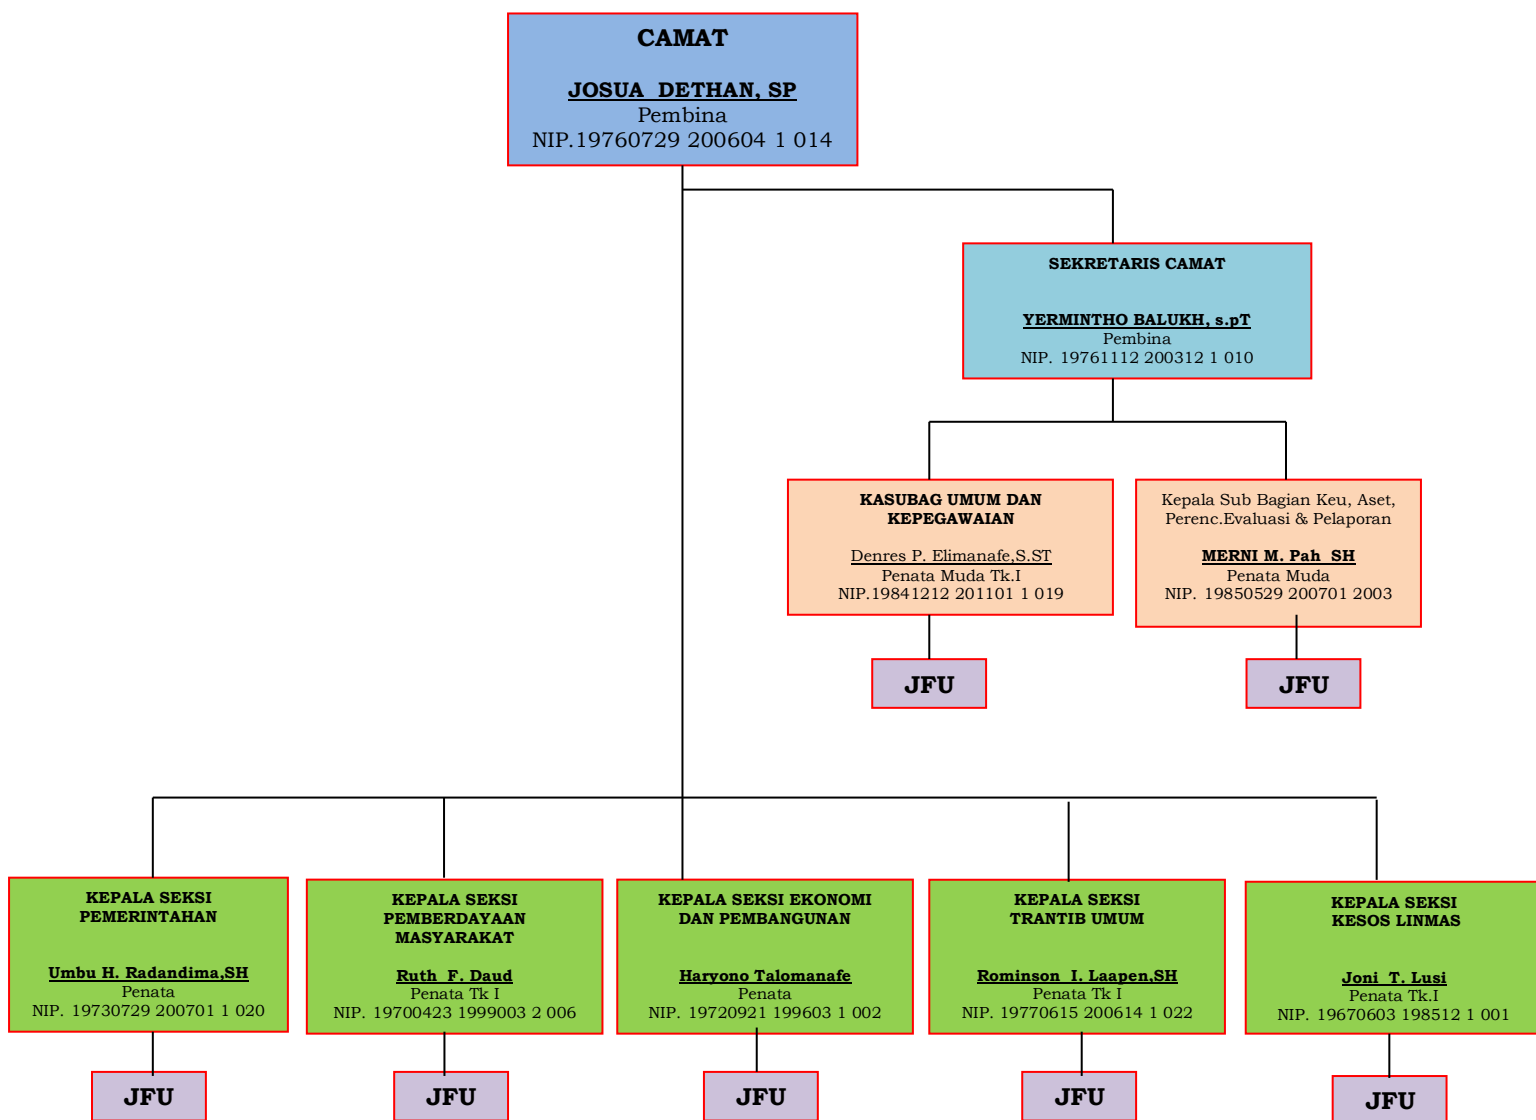 CAMAT
JOSUA DETHAN, SP
Pembina
NIP.19760729 200604 1 014
SEKRETARIS CAMAT
YERMINTHO BALUKH, s.pT
Pembina
NIP. 19761112 200312 1 010
KASUBAG UMUM DAN
KEPEGAWAIAN
Denres P. Elimanafe,S.ST
Penata Muda Tk.I
NIP.19841212 201101 1 019
Kepala Sub Bagian Keu, Aset,
Perenc.Evaluasi & Pelaporan
MERNI M. Pah SH
Penata Muda
NIP. 19850529 200701 2003
JFU
JFU
KEPALA SEKSI
PEMERINTAHAN
Umbu H. Radandima,SH
Penata
NIP. 19730729 200701 1 020
KEPALA SEKSI
PEMBERDAYAAN
MASYARAKAT
Ruth F. Daud
Penata Tk I
NIP. 19700423 1999003 2 006
KEPALA SEKSI EKONOMI
DAN PEMBANGUNAN
Haryono Talomanafe
Penata
NIP. 19720921 199603 1 002
KEPALA SEKSI
TRANTIB UMUM
Rominson I. Laapen,SH
Penata Tk I
NIP. 19770615 200614 1 022
KEPALA SEKSI
KESOS LINMAS
Joni T. Lusi
Penata Tk.I
NIP. 19670603 198512 1 001
JFU
JFU
JFU
JFU
JFU